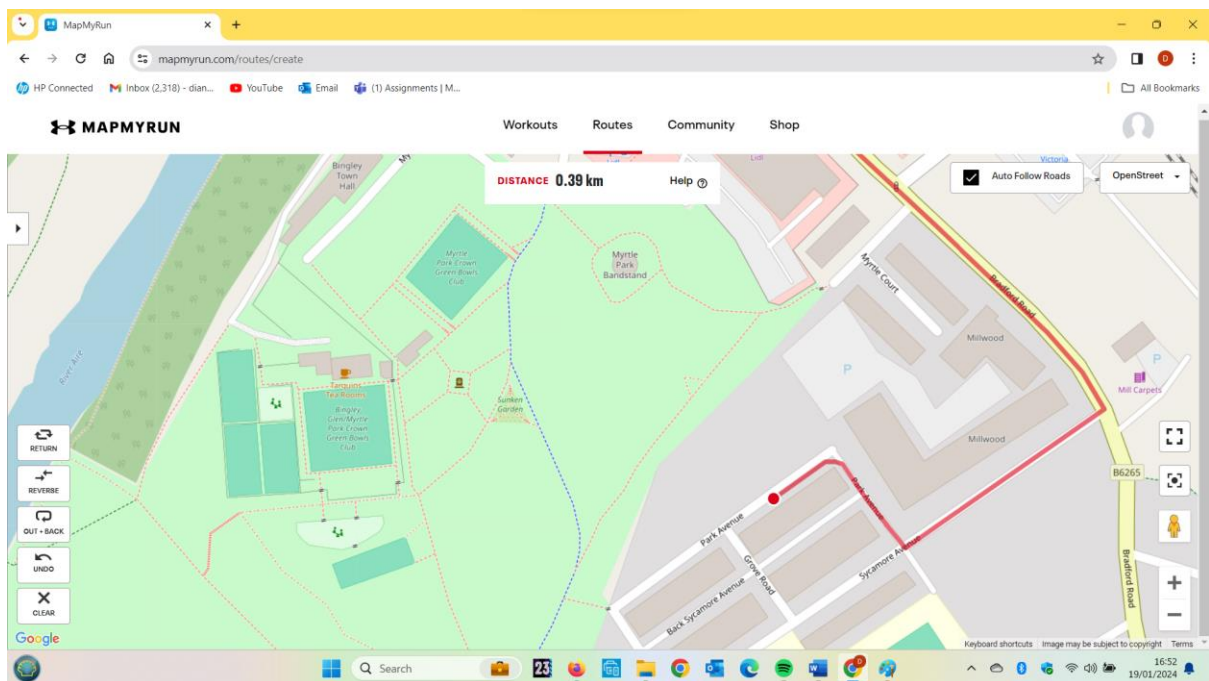 MapMyRun
mapmyrun.com/routes/create
D
HP Connected
Inbox (2,318) - dian...
YouTube
Email
(1) Assignments | M...
All Bookmarks
MAPMYRUN
Workouts
Routes
Community
Shop
DISTANCE 0.39 km
Help
Auto Follow Roads
OpenStreet
Bingley
Town
Hall
Lidl
Victoria
Myrtle
Park Crown
Green Bowls
Club
Myrtle
Park
Bandstand
Myrtle Court
Bradford Road
Millwood
P
P
Mill Carpets
River Aire
Tarquins
Tea Rooms
Bingley
Glen/Myrtle
Park Crown
Green Bowls
Club
Sunken
Garden
Millwood
B6265
Park Avenue
Park Avenue
Sycamore Avenue
Grove Road
Back Sycamore Avenue
Bradford Road
RETURN
REVERSE
OUT + BACK
UNDO
CLEAR
Google
Keyboard shortcuts
Image may be subject to copyright
Terms
Search
23
16:52
19/01/2024